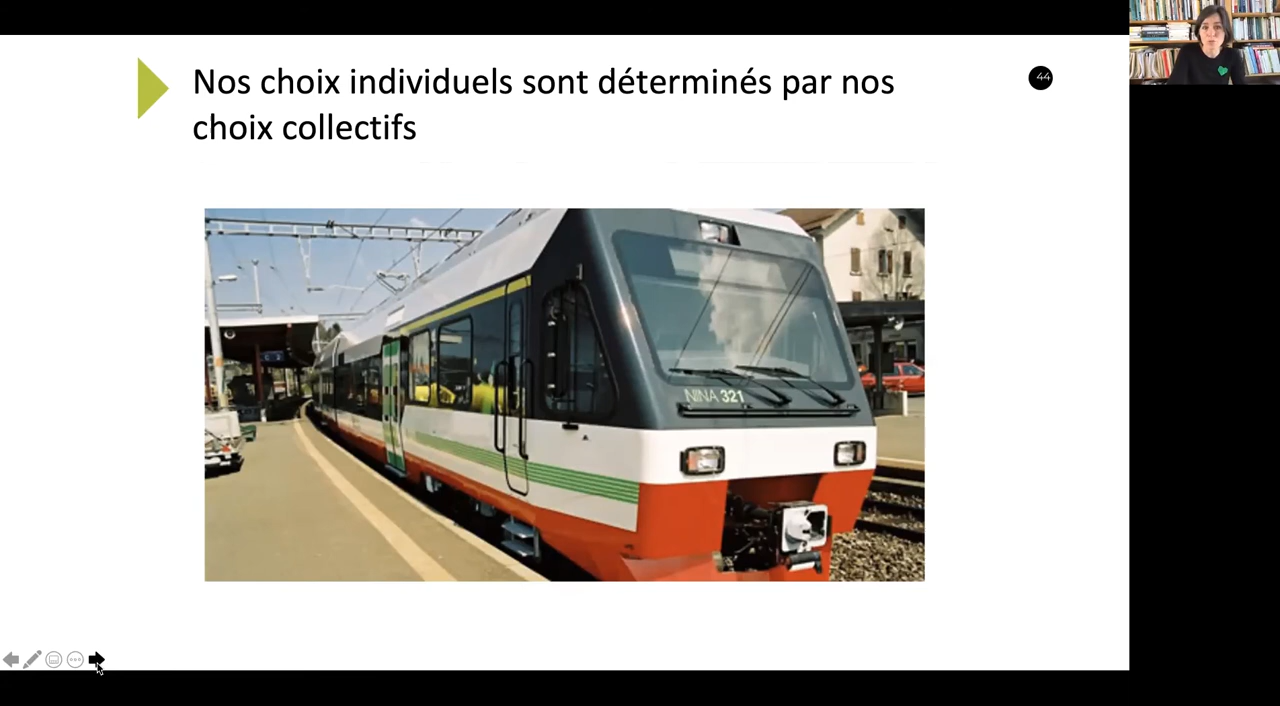 Nos choix individuels sont déterminés par nos
choix collectifs
44
NINA 321